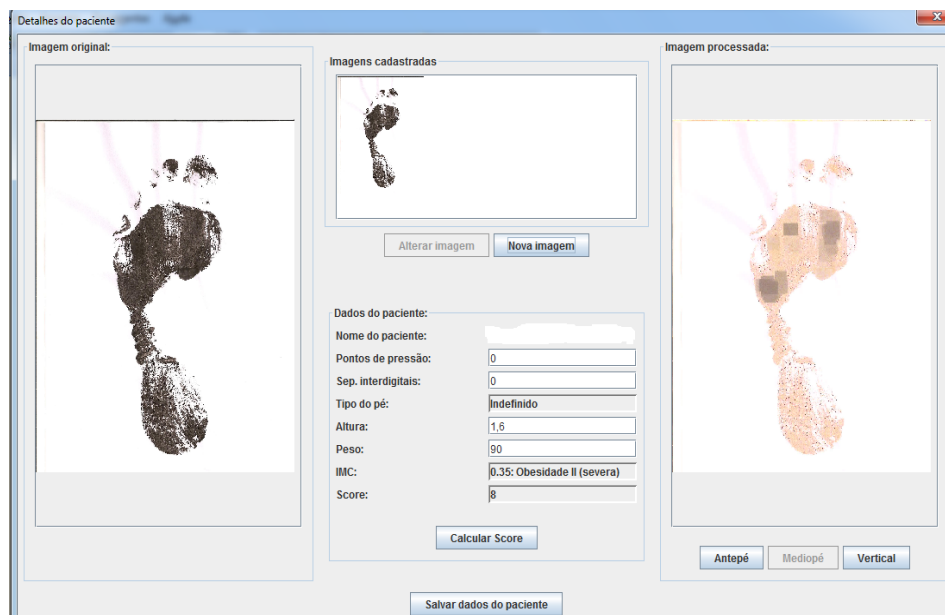 Detalhes do paciente
Imagem original:
Imagens cadastradas
Alterar imagem
Nova imagem
Dados do paciente:
Nome do paciente:
Pontos de pressão:
0
Sep. interdigitais:
0
Tipo do pé:
Indefinido
Altura:
1,6
Peso:
90
IMC:
0.35: Obesidade II (severa)
Score:
8
Calcular Score
Imagem processada:
Antepé
Mediopé
Vertical
Salvar dados do paciente